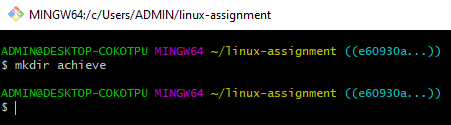 MINGW64:/c/Users/ADMIN/linux-assignment
ADMIN@DESKTOP-COKOTPU MINGW64 ~/linux-assignment ((e60930a...))
$ mkdir achieve
ADMIN@DESKTOP-COKOTPU MINGW64 ~/linux-assignment ((e60930a...))
$